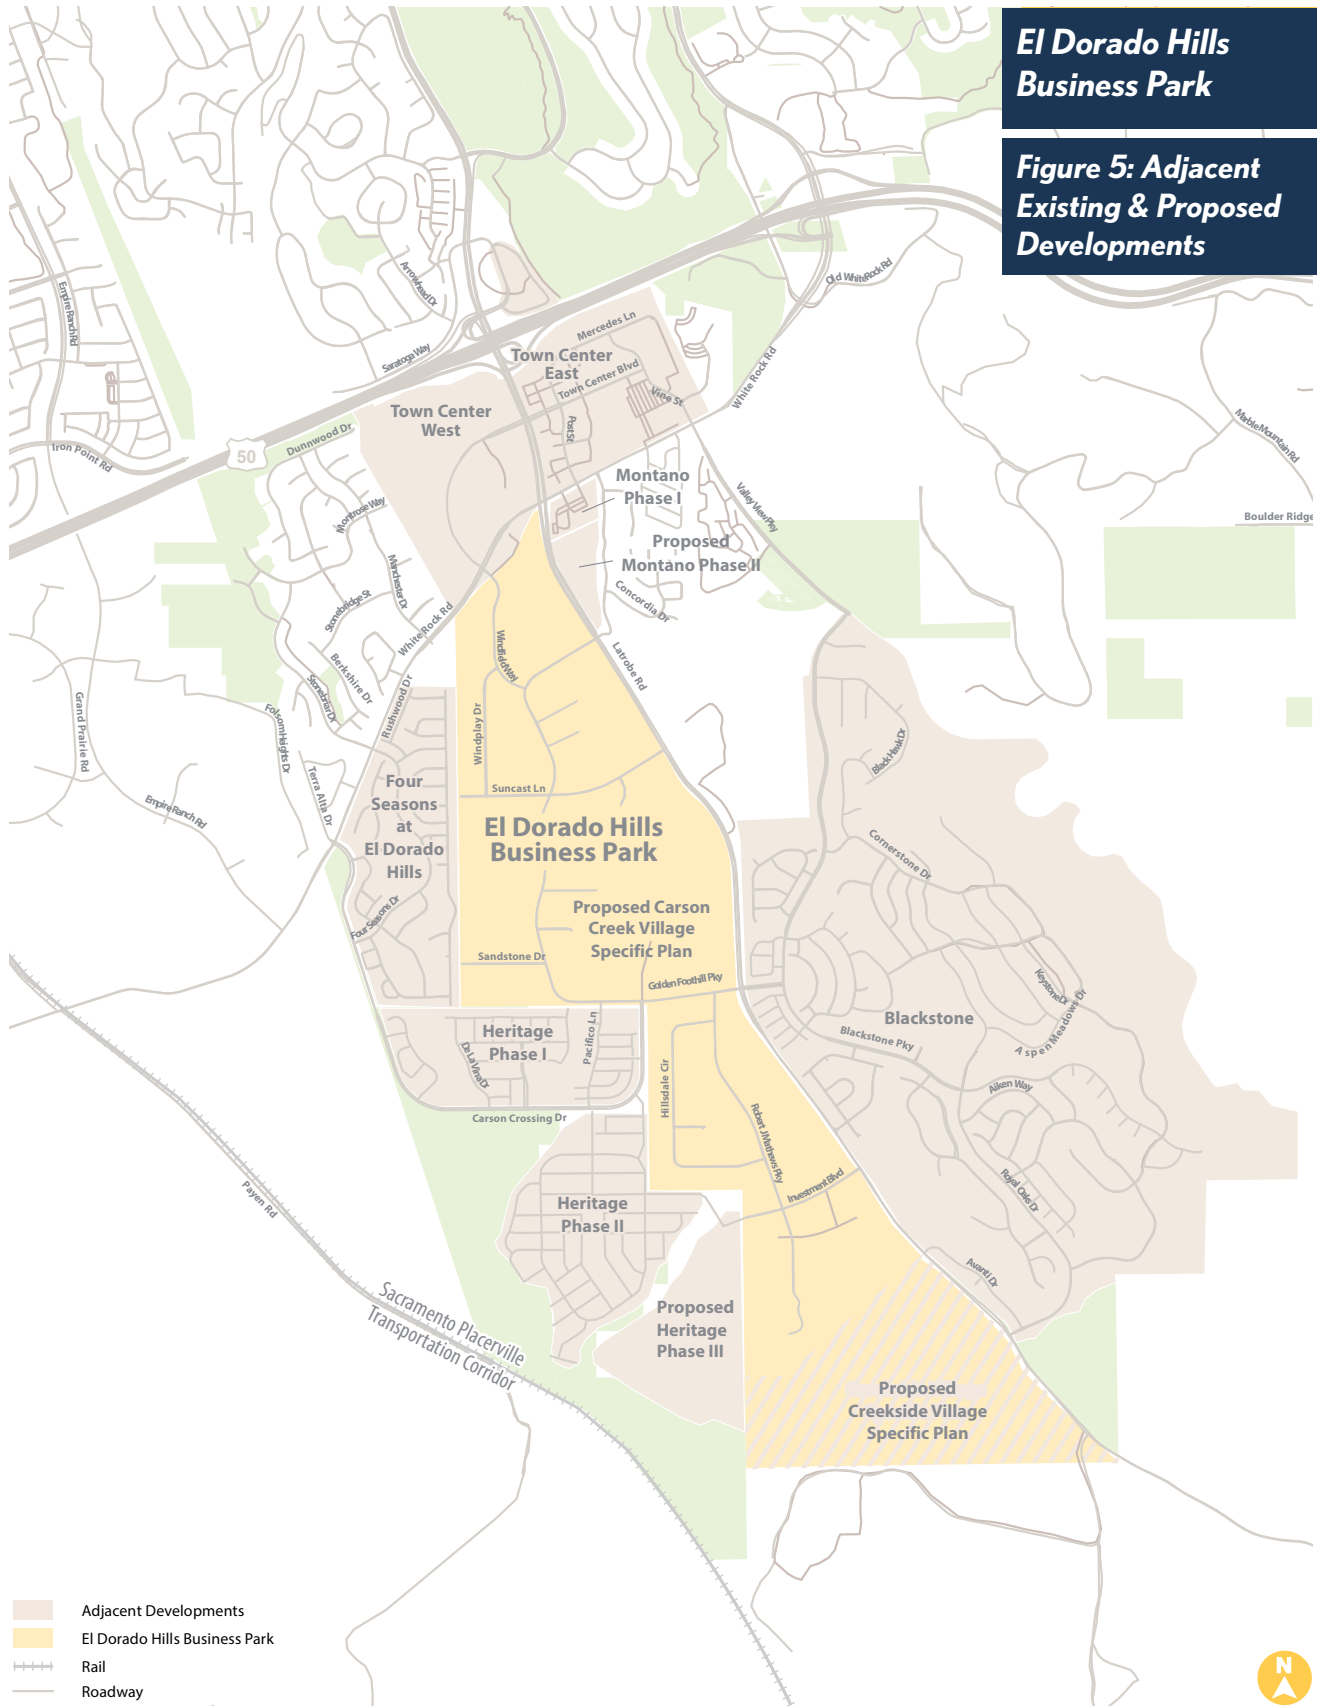 El Dorado Hills
Business Park
Figure 5: Adjacent
Existing & Proposed
Developments
Empire Ranch Rd
Arrowhead Dr
Old White Rock Rd
Saratoga Way
Mercedes Ln
Town Center
East
Town Center Blvd
Vine St
White Rock Rd
Town Center
West
Post St
Dunnwood Dr
50
Iron Point Rd
Marble Mountain Rd
Montano
Phase I
Montrose Way
Valley View Pky
Boulder Ridge
Proposed
Montano Phase II
Manchester Dr
Stonebridge St
Concordia Dr
White Rock Rd
Berkshire Dr
Windfield Way
Latrobe Rd
Stonebriar Dr
Rushwood Dr
Grand Prairie Rd
Folsom Heights Dr
Windplay Dr
Black Hawk Dr
Terra Alta Dr
Four
Seasons
at
El Dorado
Hills
Suncast Ln
Empire Ranch Rd
El Dorado Hills
Business Park
Cornerstone Dr
Four Seasons Dr
Proposed Carson
Creek Village
Specific Plan
Sandstone Dr
Golden Foothill Pky
Keystone Dr
Aspen Meadows Dr
Blackstone
Blackstone Pky
Heritage
Phase I
Pacifico Ln
De La Vina Dr
Hillsdale Cir
Aiken Way
Carson Crossing Dr
Robert J Mathews Pky
Investment Blvd
Royal Oaks Dr
Payen Rd
Heritage
Phase II
Avanti Dr
Sacramento Placerville
Transportation Corridor
Proposed
Heritage
Phase III
Proposed
Creekside Village
Specific Plan
Adjacent Developments
El Dorado Hills Business Park
Rail
Roadway
N